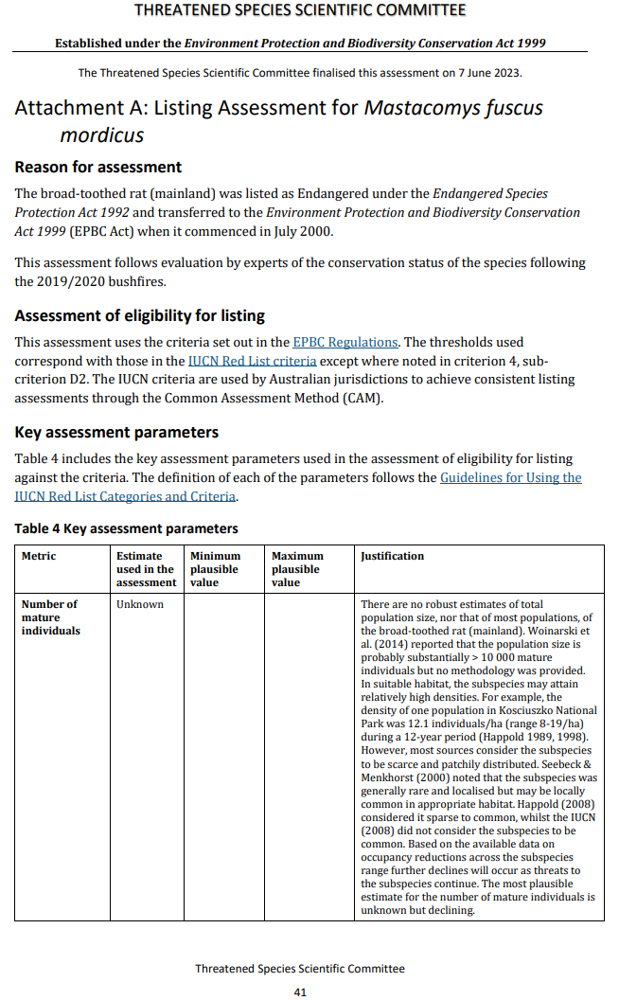 THREATENED SPECIES SCIENTIFIC COMMITTEE
Established under the Environment Protection and Biodiversity Conservation Act 1999
The Threatened Species Scientific Committee finalised this assessment on 7 June 2023.
Attachment A: Listing Assessment for Mastacomys fuscus
mordicus
Reason for assessment
The broad-toothed rat (mainland) was listed as Endangered under the Endangered Species
Protection Act 1992 and transferred to the Environment Protection and Biodiversity Conservation
Act 1999 (EPBC Act) when it commenced in July 2000.
This assessment follows evaluation by experts of the conservation status of the species following
the 2019/2020 bushfires.
Assessment of eligibility for listing
This assessment uses the criteria set out in the EPBC Regulations. The thresholds used
correspond with those in the IUCN Red List criteria except where noted in criterion 4, sub-
criterion D2. The IUCN criteria are used by Australian jurisdictions to achieve consistent listing
assessments through the Common Assessment Method (CAM).
Key assessment parameters
Table 4 includes the key assessment parameters used in the assessment of eligibility for listing
against the criteria. The definition of each of the parameters follows the Guidelines for Using the
IUCN Red List Categories and Criteria.
Table 4 Key assessment parameters
Metric
Estimate
used in the
assessment
Minimum
plausible
value
Maximum
plausible
value
Justification
Number of
mature
individuals
Unknown
There are no robust estimates of total
population size, nor that of most populations, of
the broad-toothed rat (mainland). Woinarski et
al. (2014) reported that the population size is
probably substantially > 10 000 mature
individuals but no methodology was provided.
In suitable habitat, the subspecies may attain
relatively high densities. For example, the
density of one population in Kosciuszko National
Park was 12.1 individuals/ha (range 8-19/ha)
during a 12-year period (Happold 1989, 1998).
However, most sources consider the subspecies
to be scarce and patchily distributed. Seebeck &
Menkhorst (2000) noted that the subspecies was
generally rare and localised but may be locally
common in appropriate habitat. Happold (2008)
considered it sparse to common, whilst the IUCN
(2008) did not consider the subspecies to be
common. Based on the available data on
occupancy reductions across the subspecies
range further declines will occur as threats to
the subspecies continue. The most plausible
estimate for the number of mature individuals is
unknown but declining.
Threatened Species Scientific Committee
41